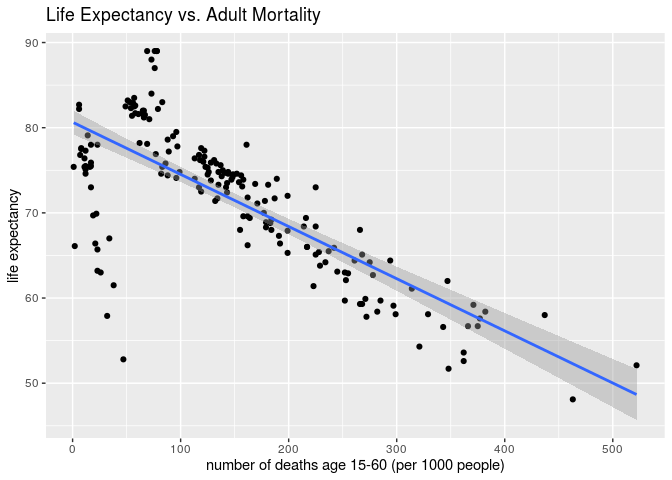 Life Expectancy vs. Adult Mortality
90
80
70
60
50
life expectancy
0 100 200 300 400 500
number of deaths age 15-60 (per 1000 people)